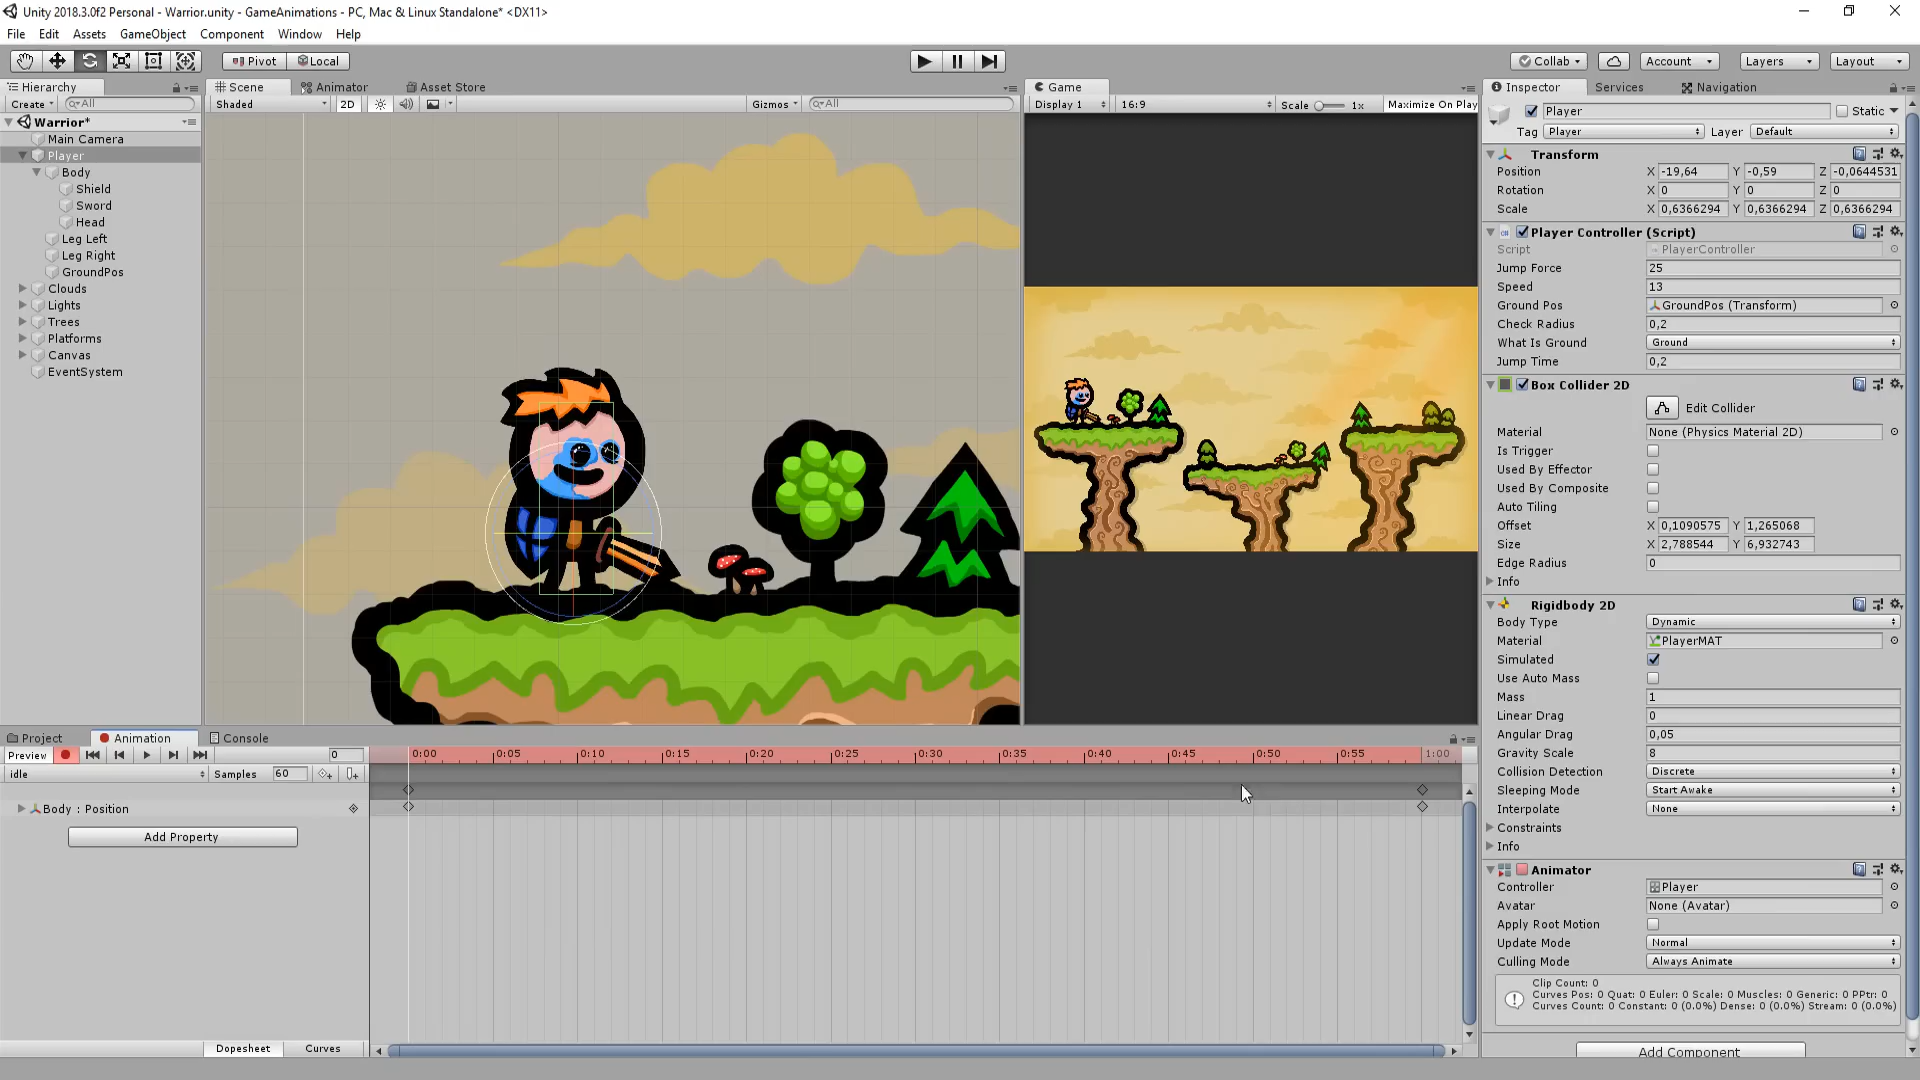 Unity 2018.3.0f2 Personal - Warrior.unity - GameAnimations - PC, Mac & Linux Standalone* <DX11>
File Edit Assets GameObject Component Window Help
Pivot Local Collab Account Layers Layout
Hierarchy
Create All
Warrior*
Main Camera
Player
Body
Shield
Sword
Head
Leg Left
Leg Right
GroundPos
Clouds
Lights
Trees
Platforms
Canvas
EventSystem
Scene Animator Asset Store
Shaded 2D Gizmos All
Game
Display 1 16:9 Scale 1x Maximize On Play
Inspector Services Navigation
Player Static
Tag Player Layer Default
Transform
Position X -19,64 Y -0,59 Z -0,0644531
Rotation X 0 Y 0 Z 0
Scale X 0,6366294 Y 0,6366294 Z 0,6366294
Player Controller (Script)
Script PlayerController
Jump Force 25
Speed 13
Ground Pos GroundPos (Transform)
Check Radius 0,2
What Is Ground Ground
Jump Time 0,2
Box Collider 2D
Edit Collider
Material None (Physics Material 2D)
Is Trigger
Used By Effector
Used By Composite
Auto Tiling
Offset X 0,1090575 Y 1,265068
Size X 2,788544 Y 6,932743
Edge Radius 0
Info
Rigidbody 2D
Body Type Dynamic
Material PlayerMAT
Simulated
Use Auto Mass
Mass 1
Linear Drag 0
Angular Drag 0,05
Gravity Scale 8
Collision Detection Discrete
Sleeping Mode Start Awake
Interpolate None
Constraints
Info
Animator
Controller Player
Avatar None (Avatar)
Apply Root Motion
Update Mode Normal
Culling Mode Always Animate
Clip Count: 0
Curves Pos: 0 Quat: 0 Euler: 0 Scale: 0 Muscles: 0 Generic: 0 PPtr: 0
Curves Count: 0 Constant: 0 (0.0%) Dense: 0 (0.0%) Stream: 0 (0.0%)
Add Component
Project Animation Console
Preview 0 0:00 0:05 0:10 0:15 0:20 0:25 0:30 0:35 0:40 0:45 0:50 0:55 1:00
idle Samples 60
Body : Position
Add Property
Dopesheet Curves